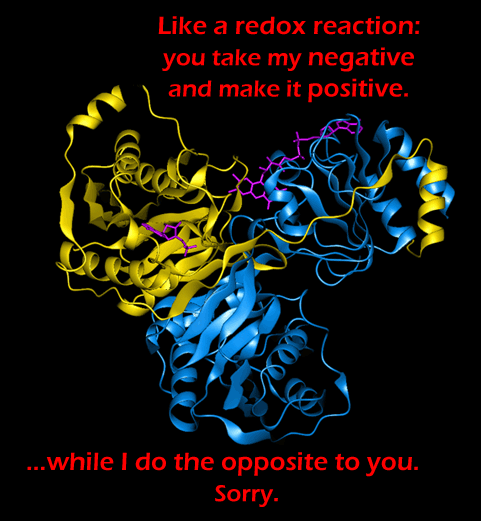 Like a redox reaction:
you take my negative
and make it positive.
...while I do the opposite to you.
Sorry.